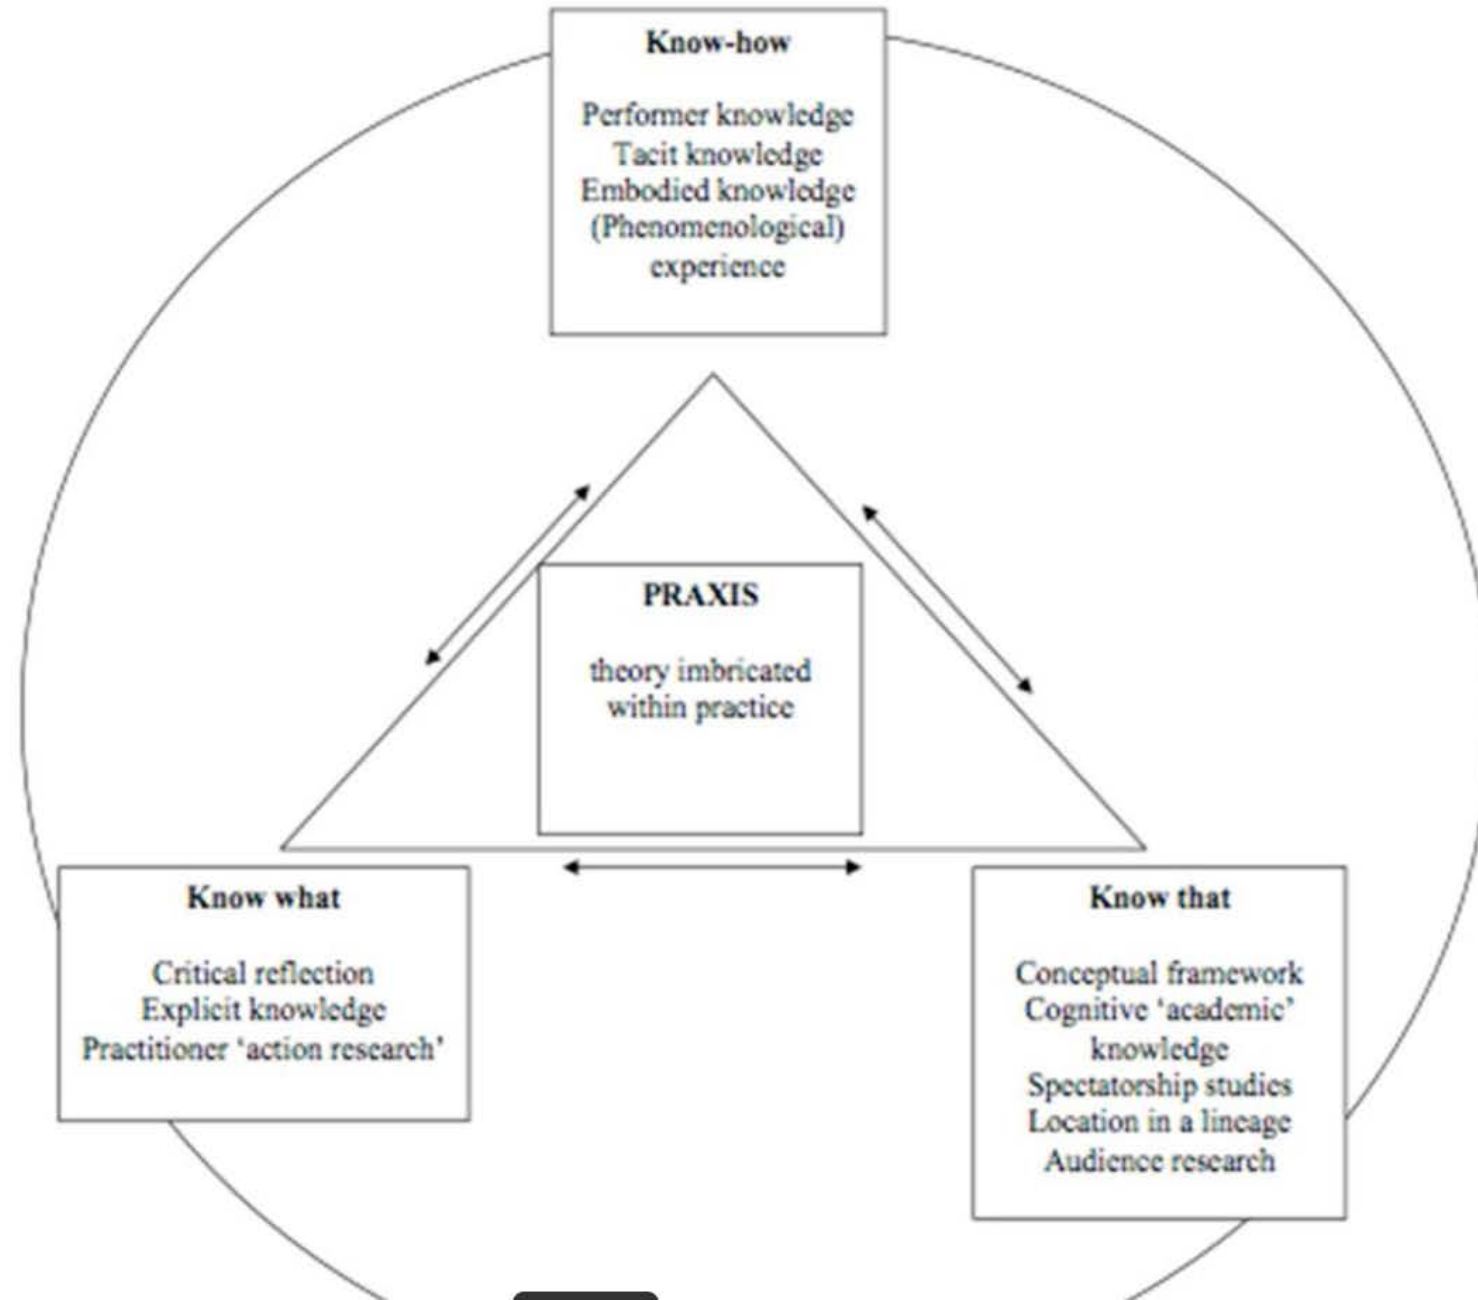 Know-how
Performer knowledge
Tacit knowledge
Embodied knowledge
(Phenomenological)
experience
PRAXIS
theory imbricated
within practice
Know what
Critical reflection
Explicit knowledge
Practitioner ‘action research’
Know that
Conceptual framework
Cognitive ‘academic’
knowledge
Spectatorship studies
Location in a lineage
Audience research